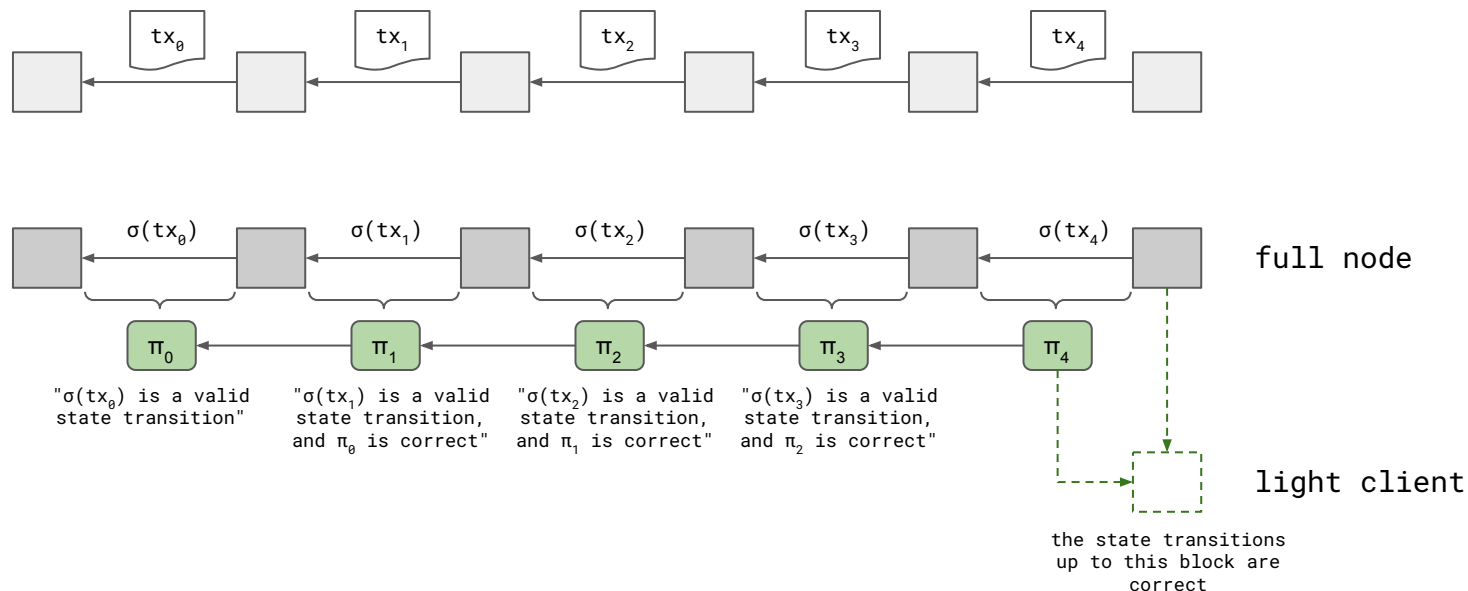 tx₀ tx₁ tx₂ tx₃ tx₄
σ(tx₀) σ(tx₁) σ(tx₂) σ(tx₃) σ(tx₄)
full node
π₀ π₁ π₂ π₃ π₄
"σ(tx₀) is a valid
state transition"
"σ(tx₁) is a valid
state transition,
and π₀ is correct"
"σ(tx₂) is a valid
state transition,
and π₁ is correct"
"σ(tx₃) is a valid
state transition,
and π₂ is correct"
light client
the state transitions
up to this block are
correct